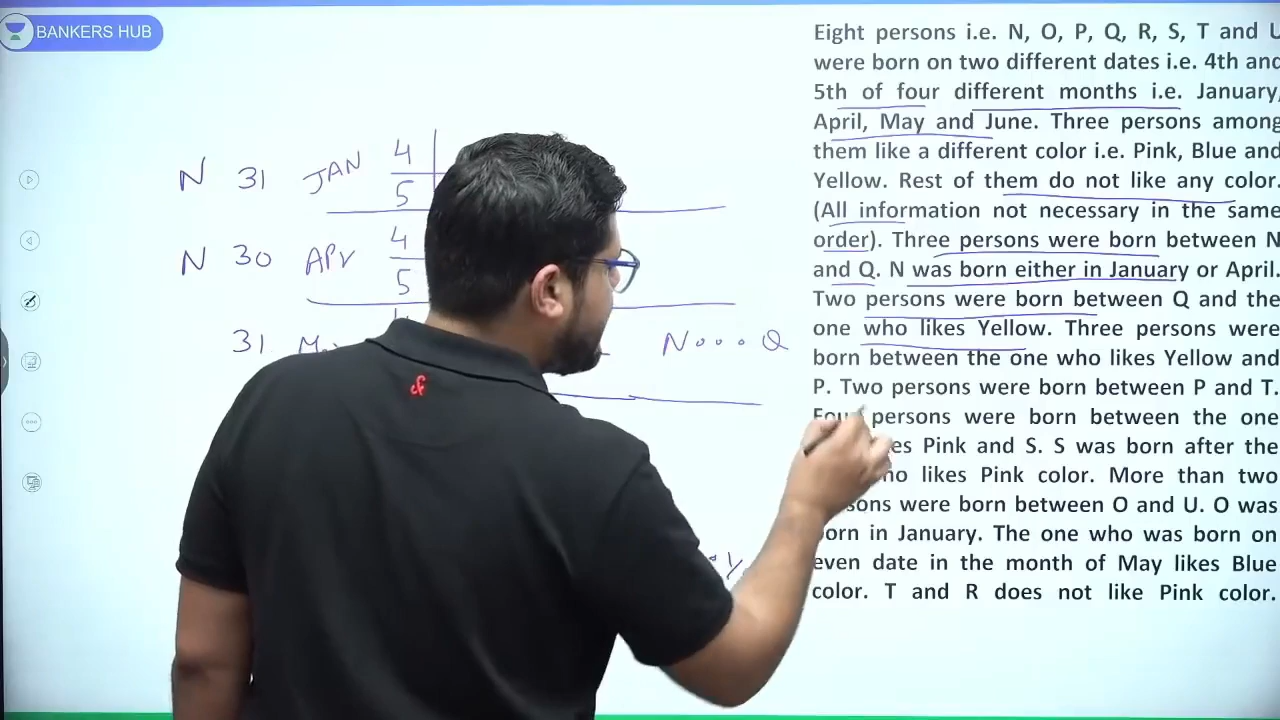 BANKERS HUB
N 31 JAN 4
5
N 30 APr 4
5
31
N o o o Q
Eight persons i.e. N, O, P, Q, R, S, T and U
were born on two different dates i.e. 4th and
5th of four different months i.e. January,
April, May and June. Three persons among
them like a different color i.e. Pink, Blue and
Yellow. Rest of them do not like any color.
(All information not necessary in the same
order). Three persons were born between N
and Q. N was born either in January or April.
Two persons were born between Q and the
one who likes Yellow. Three persons were
born between the one who likes Yellow and
P. Two persons were born between P and T.
Four persons were born between the one
Pink and S. S was born after the
likes Pink color. More than two
were born between O and U. O was
born in January. The one who was born on
even date in the month of May likes Blue
color. T and R does not like Pink color.